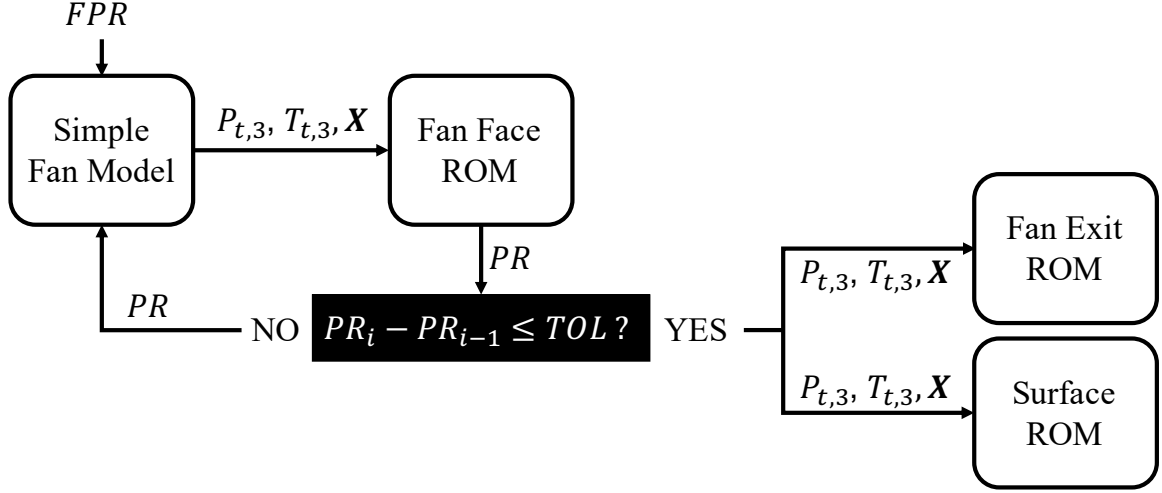 FPR
Simple
Fan Model
P_{t,3}, T_{t,3}, X
Fan Face
ROM
PR
PR
NO
PR_i − PR_{i−1} ≤ TOL ?
YES
P_{t,3}, T_{t,3}, X
Fan Exit
ROM
P_{t,3}, T_{t,3}, X
Surface
ROM